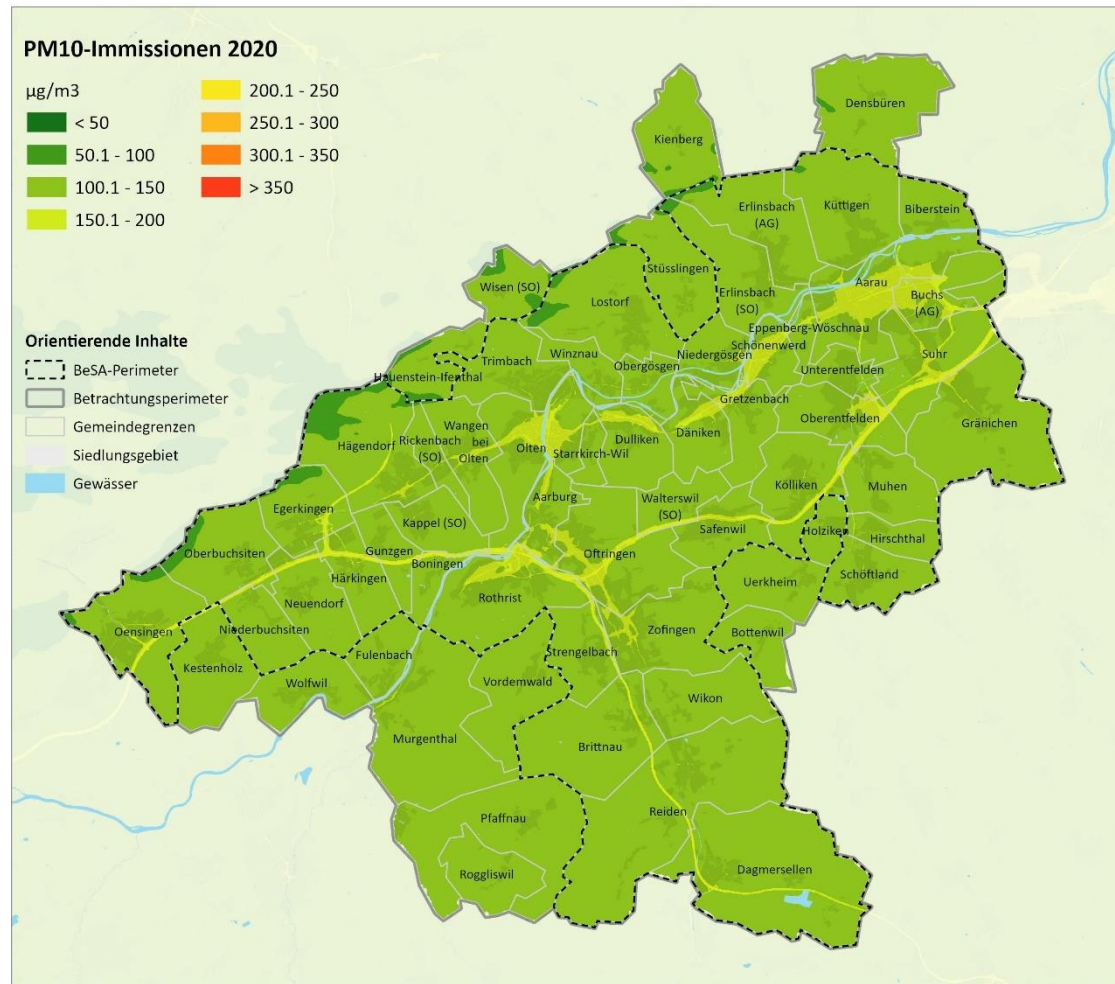 PM10-Immissionen 2020
µg/m3
< 50
50.1 - 100
100.1 - 150
150.1 - 200
200.1 - 250
250.1 - 300
300.1 - 350
> 350
Orientierende Inhalte
BeSA-Perimeter
Betrachtungsperimeter
Gemeindegrenzen
Siedlungsgebiet
Gewässer
Densbüren
Kienberg
Erlinsbach
(AG)
Küttigen
Biberstein
Stüsslingen
Wisen (SO)
Lostorf
Erlinsbach
(SO)
Aarau
Buchs
(AG)
Eppenberg-Wöschnau
Schönenwerd
Niedergösgen
Obergösgen
Winznau
Trimbach
Hauenstein-Ifenthal
Suhr
Unterentfelden
Gretzenbach
Oberentfelden
Gränichen
Hägendorf
Rickenbach
(SO)
Wangen
bei
Olten
Olten
Dulliken
Däniken
Starrkirch-Wil
Kölliken
Muhen
Aarburg
Walterswil
(SO)
Safenwil
Holziken
Hirschthal
Egerkingen
Kappel (SO)
Oberbuchsiten
Gunzgen
Boningen
Oftringen
Härkingen
Uerkheim
Schöftland
Neuendorf
Rothrist
Oensingen
Niederbuchsiten
Zofingen
Bottenwil
Kestenholz
Fulenbach
Strengelbach
Wolfwil
Vordemwald
Wikon
Murgenthal
Brittnau
Pfaffnau
Reiden
Roggliswil
Dagmersellen